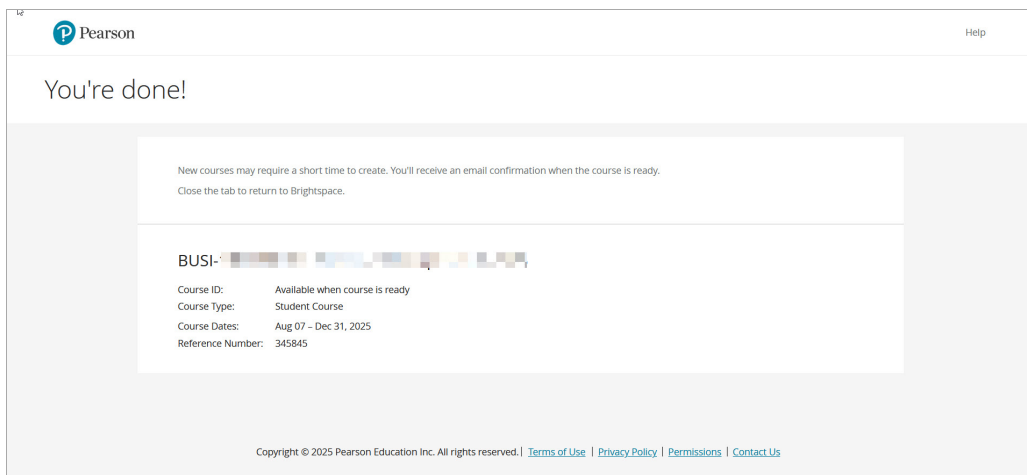 Pearson
Help
You're done!
New courses may require a short time to create. You'll receive an email confirmation when the course is ready.
Close the tab to return to Brightspace.
BUSI-
Course ID: Available when course is ready
Course Type: Student Course
Course Dates: Aug 07 – Dec 31, 2025
Reference Number: 345845
Copyright © 2025 Pearson Education Inc. All rights reserved. | Terms of Use | Privacy Policy | Permissions | Contact Us